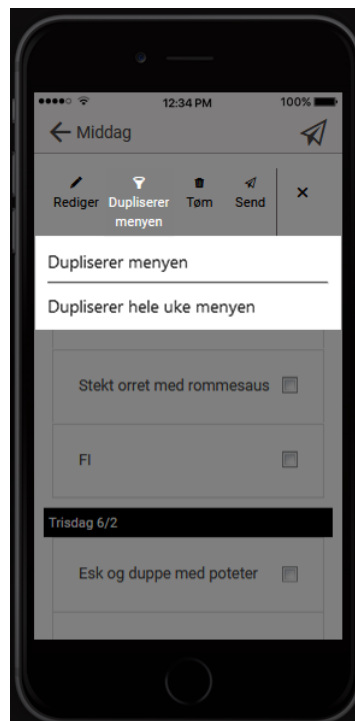 12:34 PM 100%
Middag
Rediger Dupliserer menyen Tøm Send ×
Dupliserer menyen
Dupliserer hele uke menyen
Stekt orret med rommesaus
FI
Trisdag 6/2
Esk og duppe med poteter